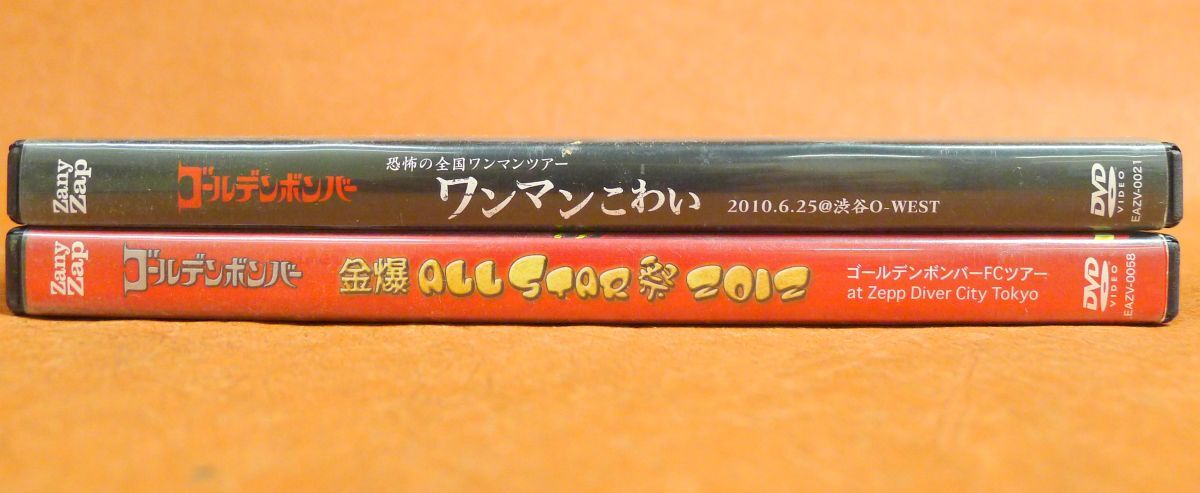 Zany
Zap
ゴールデンボンバー
恐怖の全国ワンマンツアー
ワンマンこわい
2010.6.25@渋谷O-WEST
DVD
VIDEO
EAZV-0021
Zany
Zap
ゴールデンボンバー
金爆 ALL STAR 祭 2012
ゴールデンボンバーFCツアー
at Zepp Diver City Tokyo
DVD
VIDEO
EAZV-0058